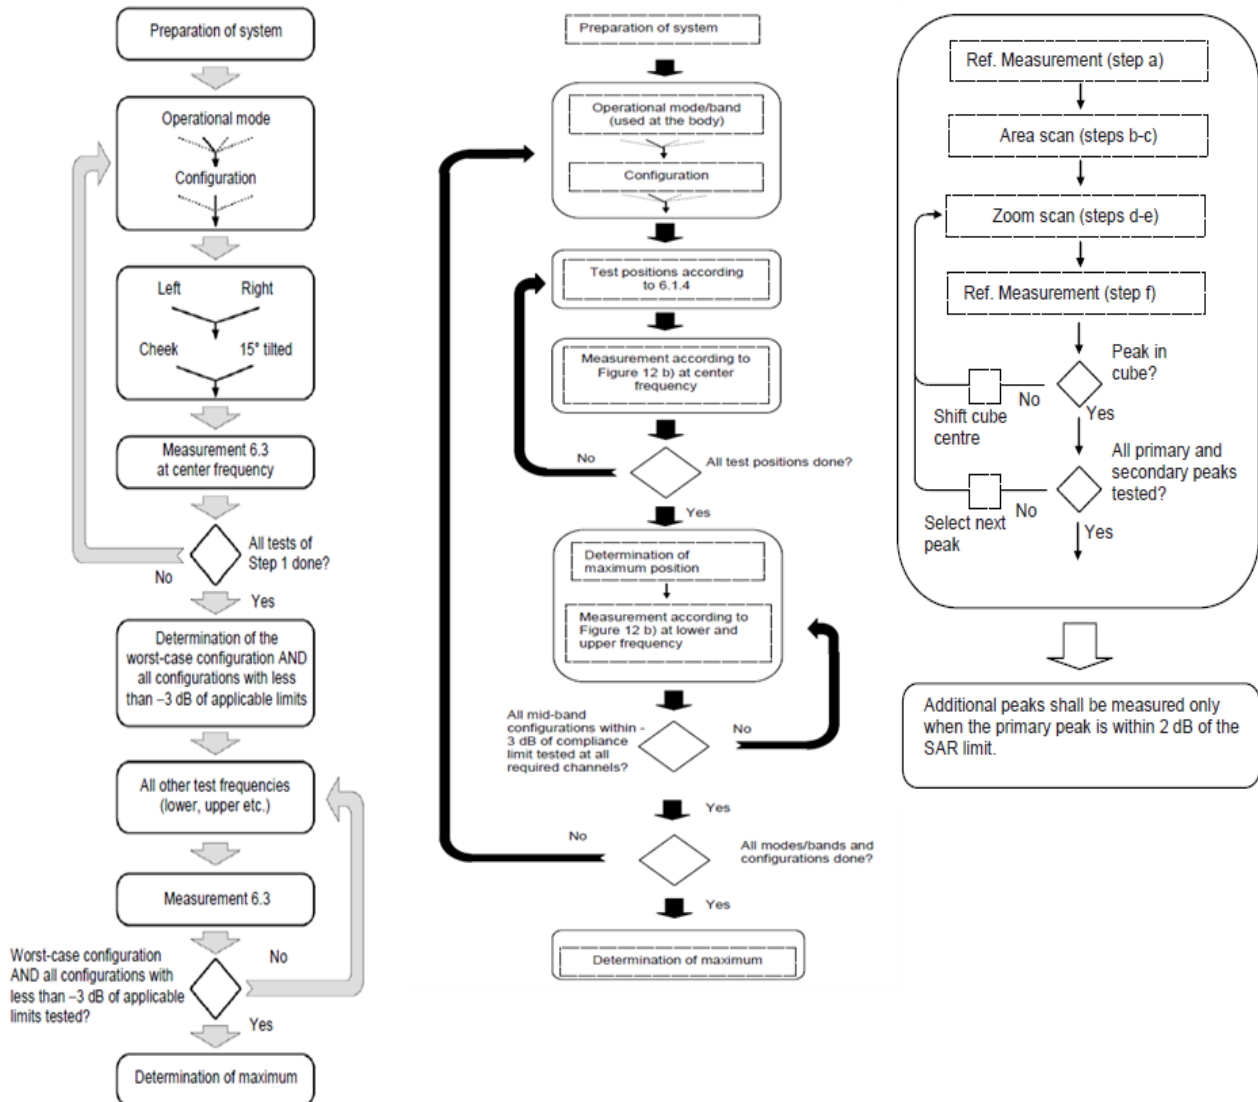 Preparation of system
Operational mode
Configuration
Left
Right
Cheek
15° tilted
Measurement 6.3
at center frequency
All tests of
Step 1 done?
No
Yes
Determination of the
worst-case configuration AND
all configurations with less
than –3 dB of applicable limits
All other test frequencies
(lower, upper etc.)
Measurement 6.3
Worst-case configuration
AND all configurations with
less than –3 dB of applicable
limits tested?
No
Yes
Determination of maximum
Preparation of system
Operational mode/band
(used at the body)
Configuration
Test positions according
to 6.1.4
Measurement according to
Figure 12 b) at center
frequency
No
All test positions done?
Yes
Determination of
maximum position
Measurement according to
Figure 12 b) at lower and
upper frequency
All mid-band
configurations within -
3 dB of compliance
limit tested at all
required channels?
No
Yes
No
All modes/bands and
configurations done?
Yes
Determination of maximum
Ref. Measurement (step a)
Area scan (steps b-c)
Zoom scan (steps d-e)
Ref. Measurement (step f)
Peak in
cube?
No
Yes
Shift cube
centre
All primary and
secondary peaks
tested?
No
Yes
Select next
peak
Additional peaks shall be measured only
when the primary peak is within 2 dB of the
SAR limit.